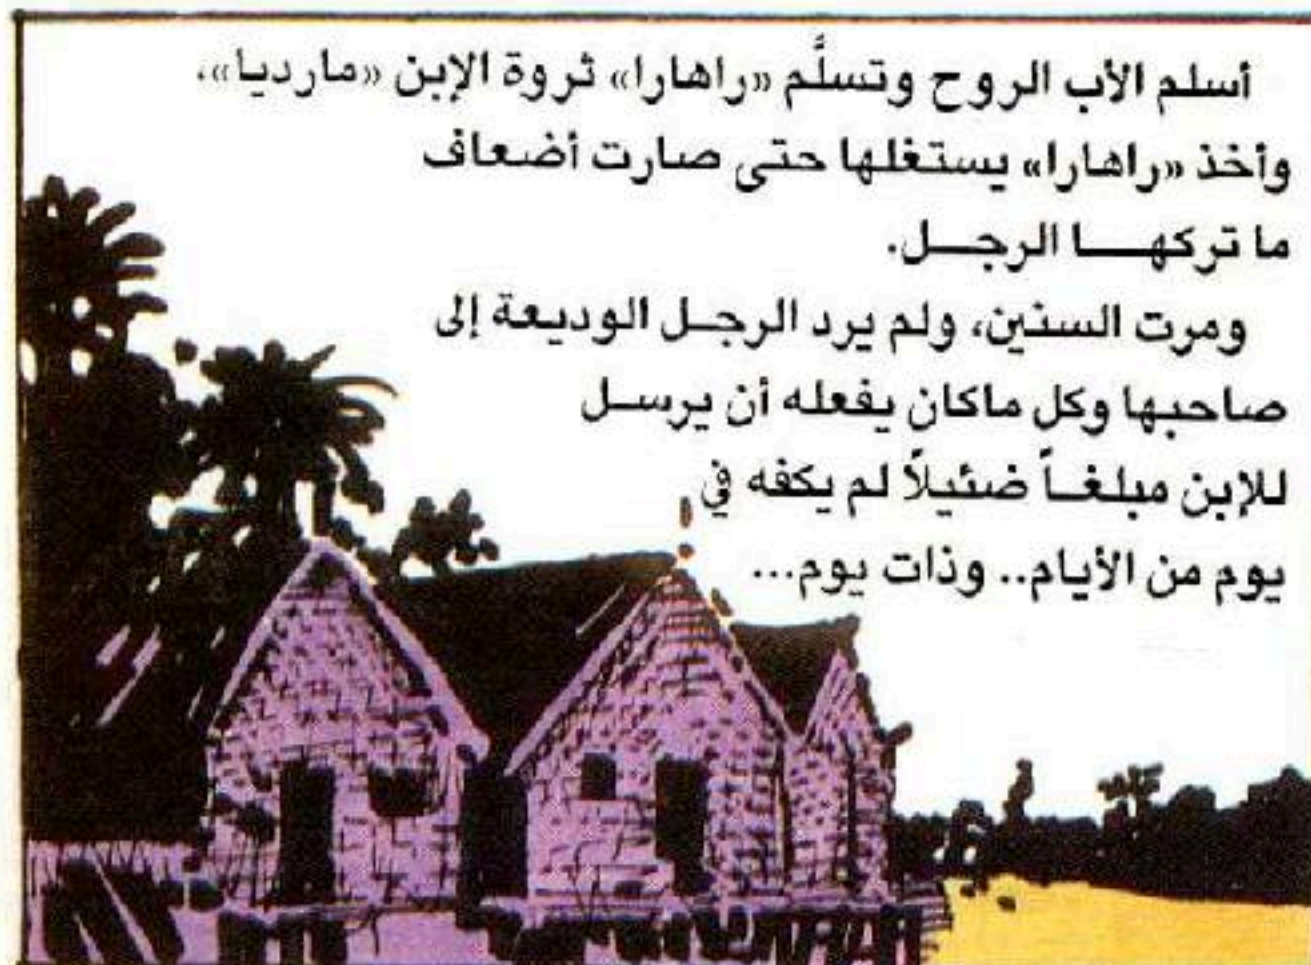 أسلم الأب الروح وتسلَّم «راهارا» ثروة الإبن «مارديا»،
وأخذ «راهارا» يستغلها حتى صارت أضعاف
ما تركهـــا الرجــل.
ومرت السنين، ولم يرد الرجـل الوديعة إلى
صاحبها وكل ماكان يفعله أن يرسـل
للإبن مبلغـاً ضئيلاً لم يكفه في
يوم من الأيام.. وذات يوم...